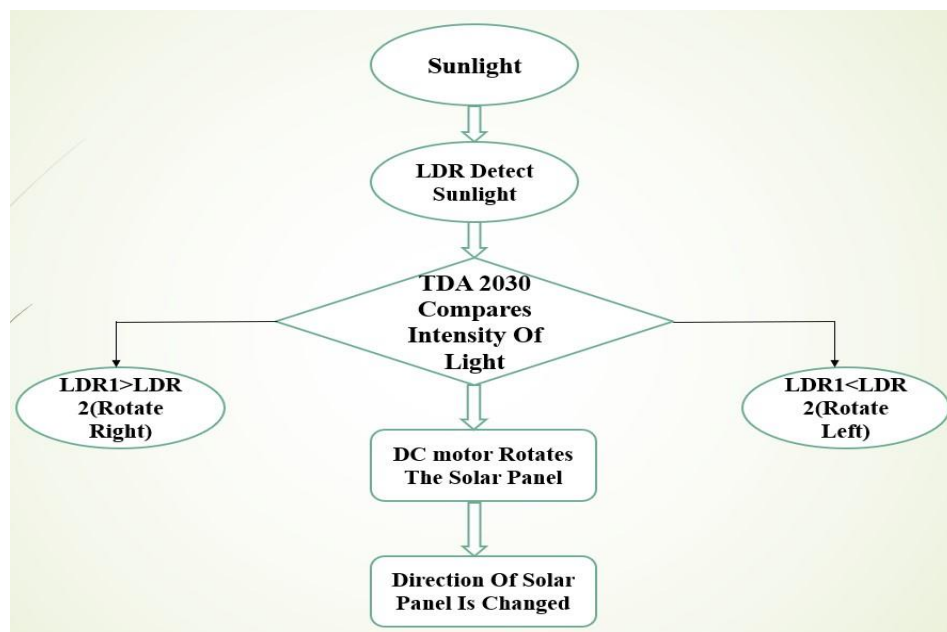 Sunlight
LDR Detect
Sunlight
TDA 2030
Compares
Intensity Of
Light
LDR1>LDR
2(Rotate
Right)
LDR1<LDR
2(Rotate
Left)
DC motor Rotates
The Solar Panel
Direction Of Solar
Panel Is Changed